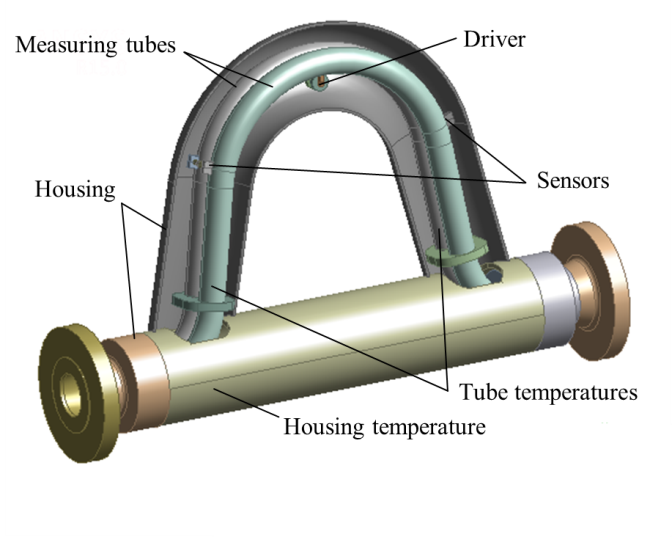 Measuring tubes
Driver
Sensors
Housing
Tube temperatures
Housing temperature